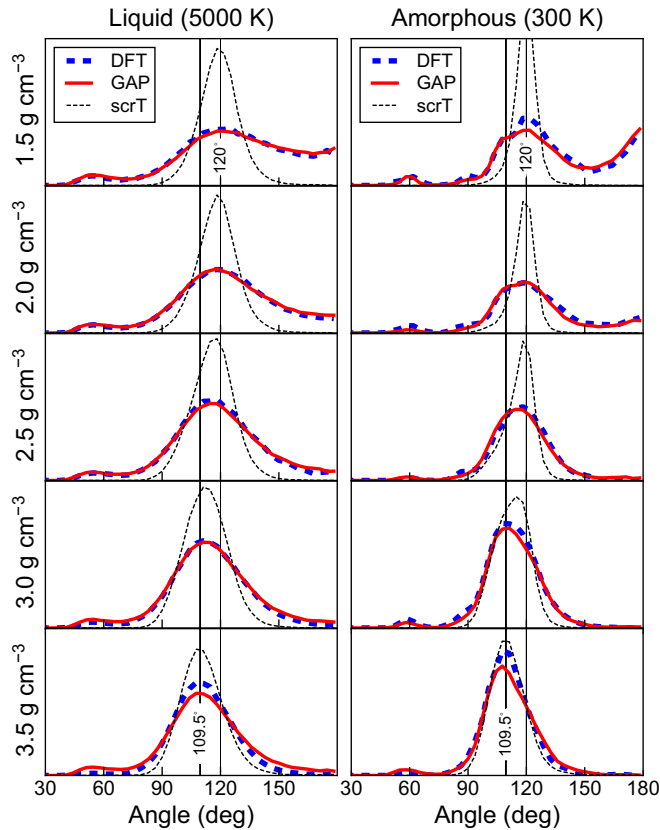 Liquid (5000 K)
Amorphous (300 K)
DFT
GAP
scrT
DFT
GAP
scrT
1.5 g cm⁻³
120°
120°
2.0 g cm⁻³
2.5 g cm⁻³
3.0 g cm⁻³
3.5 g cm⁻³
109.5°
109.5°
30 60 90 120 150
30 60 90 120 150 180
Angle (deg)
Angle (deg)